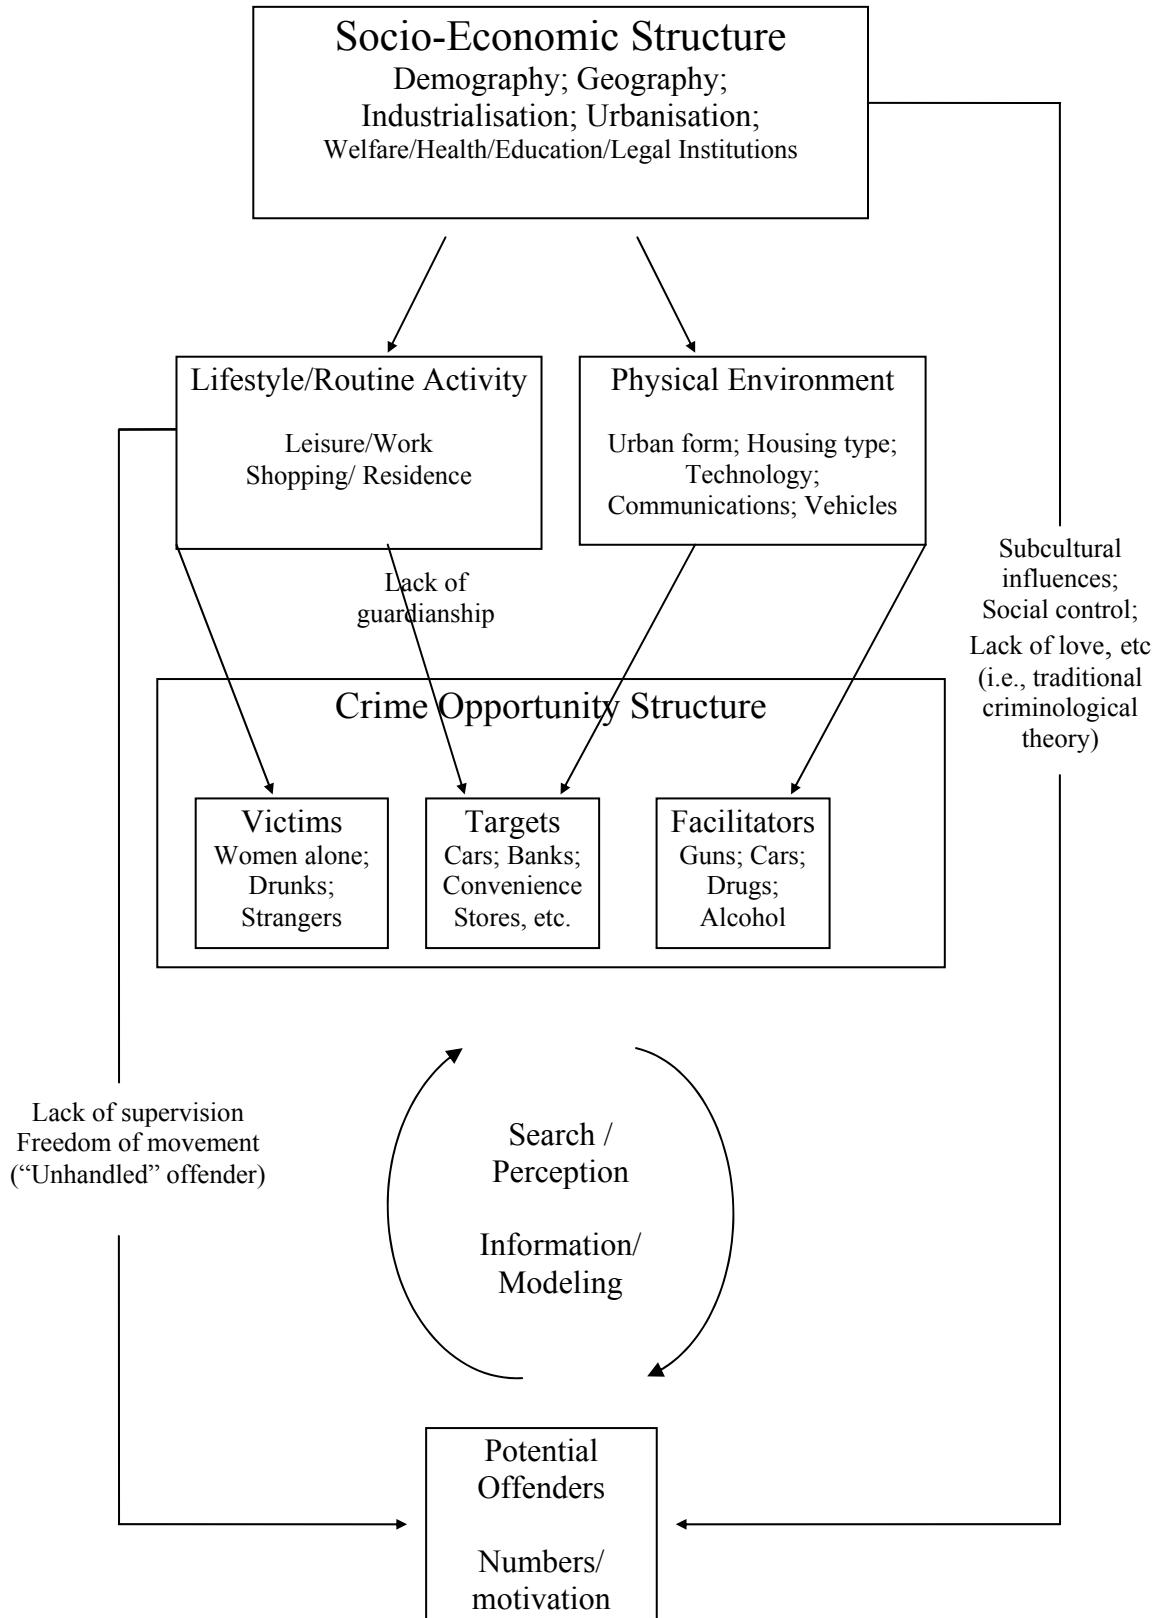 Socio-Economic Structure
Demography; Geography;
Industrialisation; Urbanisation;
Welfare/Health/Education/Legal Institutions
Lifestyle/Routine Activity
Leisure/Work
Shopping/ Residence
Physical Environment
Urban form; Housing type;
Technology;
Communications; Vehicles
Lack of
guardianship
Subcultural
influences;
Social control;
Lack of love, etc
(i.e., traditional
criminological
theory)
Crime Opportunity Structure
Victims
Women alone;
Drunks;
Strangers
Targets
Cars; Banks;
Convenience
Stores, etc.
Facilitators
Guns; Cars;
Drugs;
Alcohol
Lack of supervision
Freedom of movement
(“Unhandled” offender)
Search /
Perception
Information/
Modeling
Potential
Offenders
Numbers/
motivation